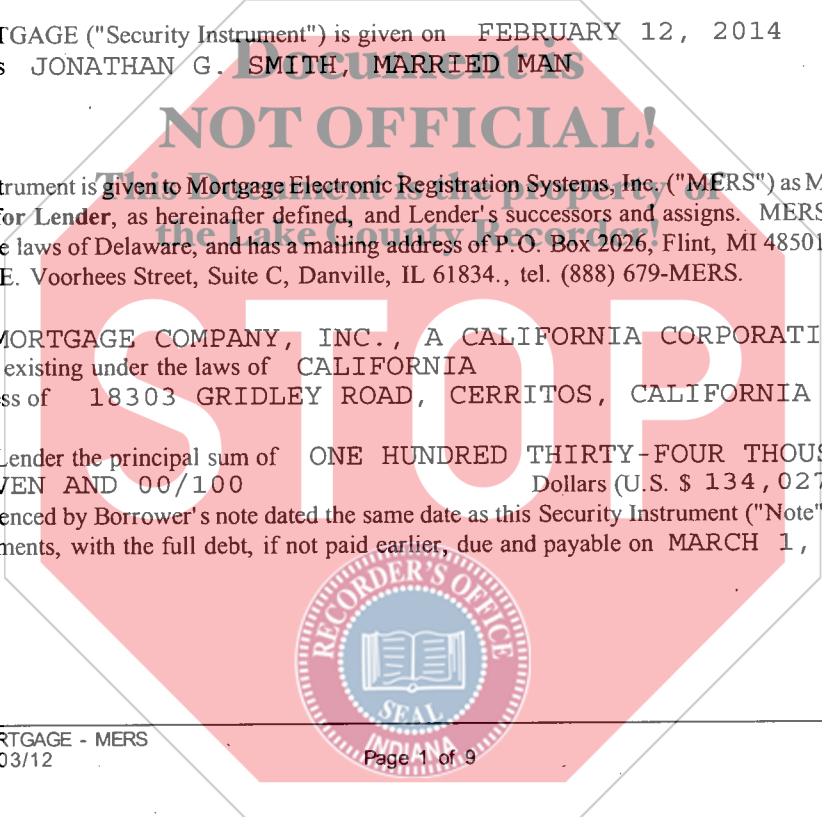 TGAGE ("Security Instrument") is given on FEBRUARY 12, 2014
s JONATHAN G. SMITH, MARRIED MAN
Document is
NOT OFFICIAL!
This Document is the property of
the Lake County Recorder!
trument is given to Mortgage Electronic Registration Systems, Inc. ("MERS") as M
for Lender, as hereinafter defined, and Lender's successors and assigns. MERS
e laws of Delaware, and has a mailing address of P.O. Box 2026, Flint, MI 48501
E. Voorhees Street, Suite C, Danville, IL 61834., tel. (888) 679-MERS.
STOP
MORTGAGE COMPANY, INC., A CALIFORNIA CORPORATI
existing under the laws of CALIFORNIA
ss of 18303 GRIDLEY ROAD, CERRITOS, CALIFORNIA
Lender the principal sum of ONE HUNDRED THIRTY-FOUR THOUS
VEN AND 00/100 Dollars (U.S. $ 134,027
enced by Borrower's note dated the same date as this Security Instrument ("Note"
ments, with the full debt, if not paid earlier, due and payable on MARCH 1,
RECORDER'S OFFICE
SEAL
INDIANA
RTGAGE - MERS
03/12
Page 1 of 9